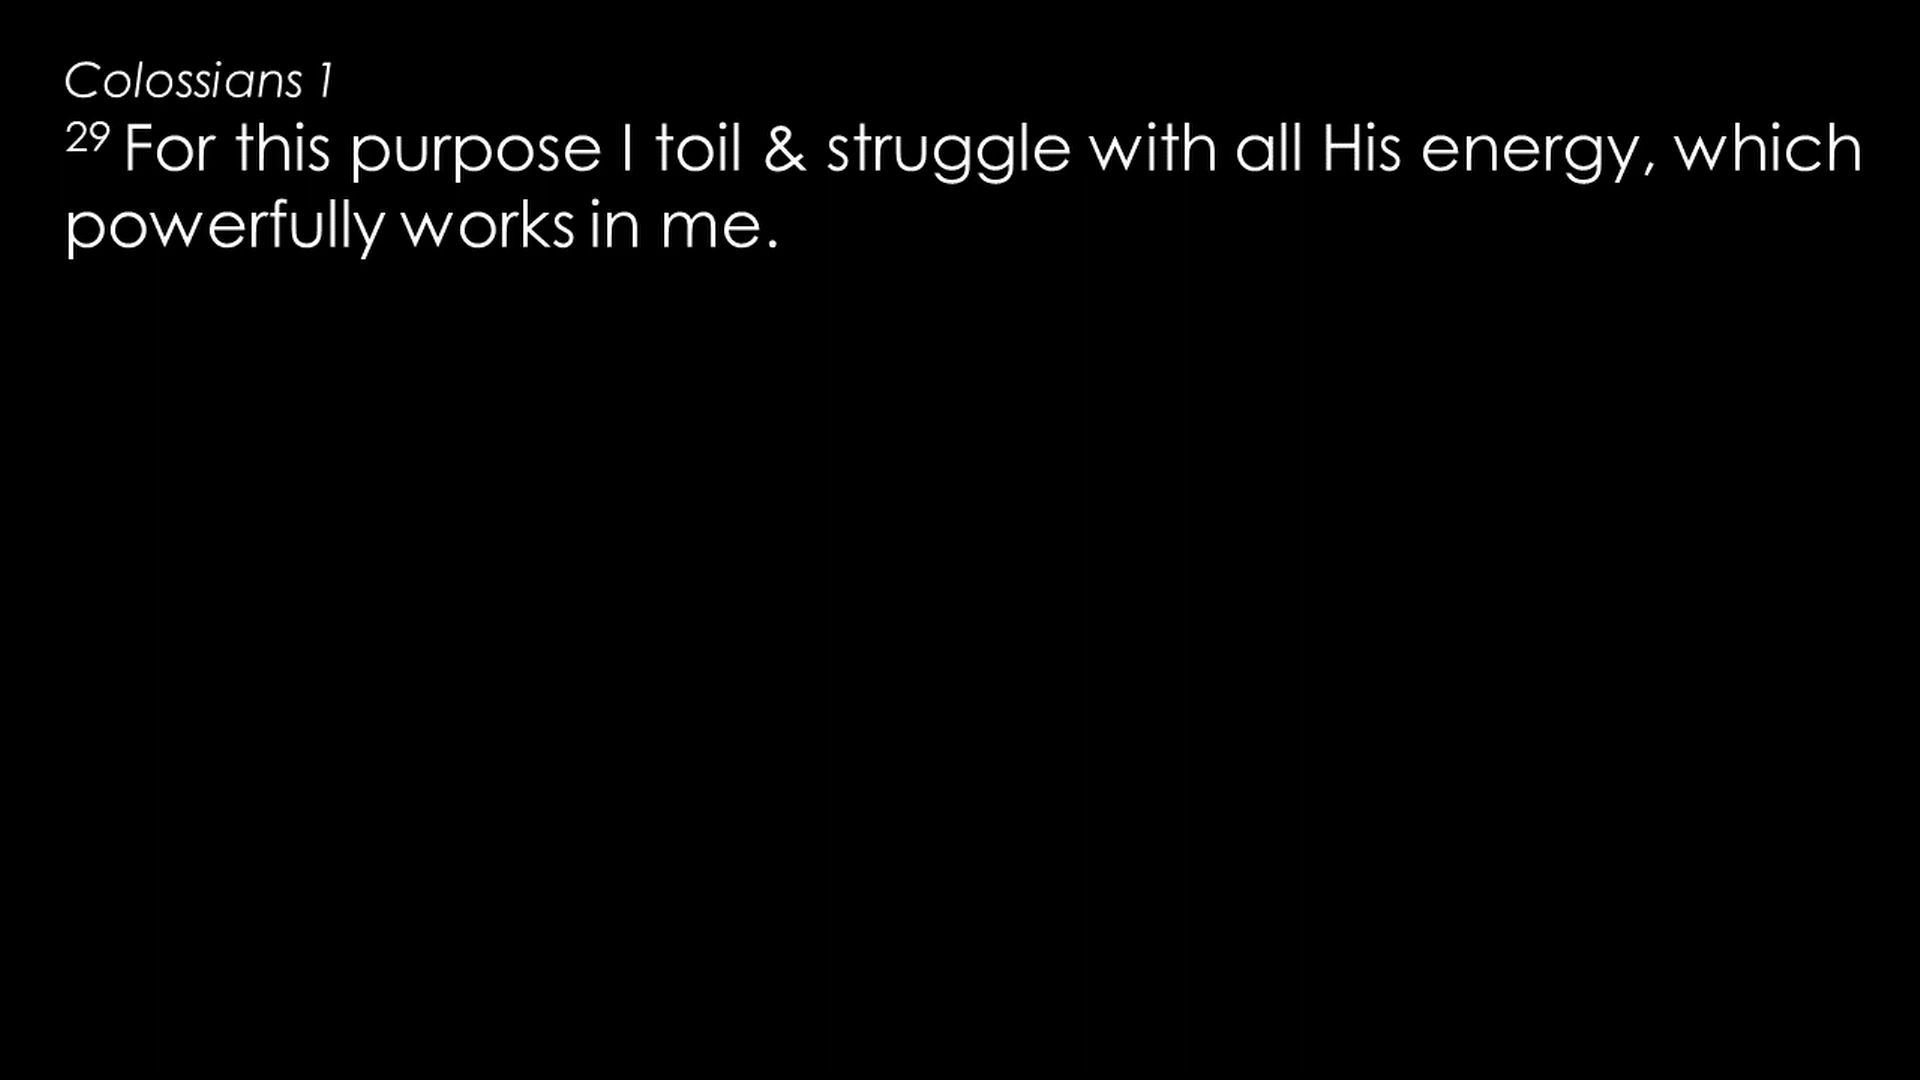 Colossians 1
29 For this purpose I toil & struggle with all His energy, which
powerfully works in me.